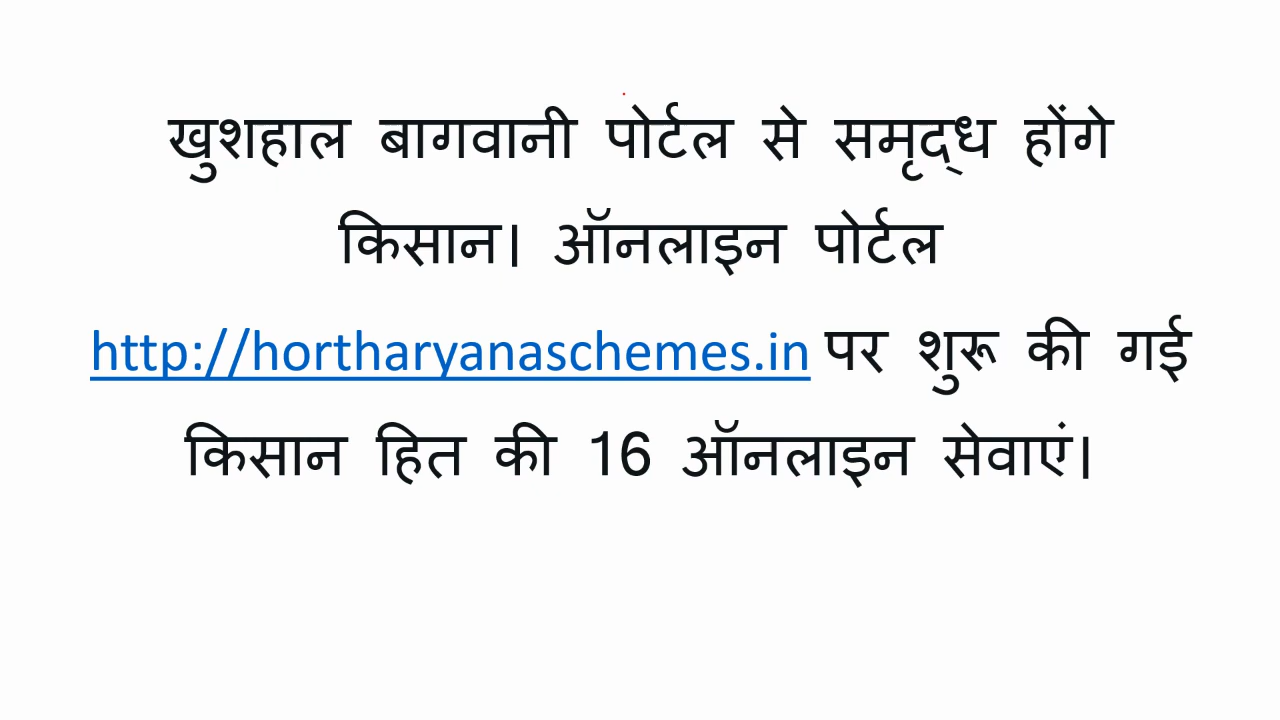 खुशहाल बागवानी पोर्टल से समृद्ध होंगे
किसान। ऑनलाइन पोर्टल
http://hortharyanaschemes.in पर शुरू की गई
किसान हित की 16 ऑनलाइन सेवाएं।